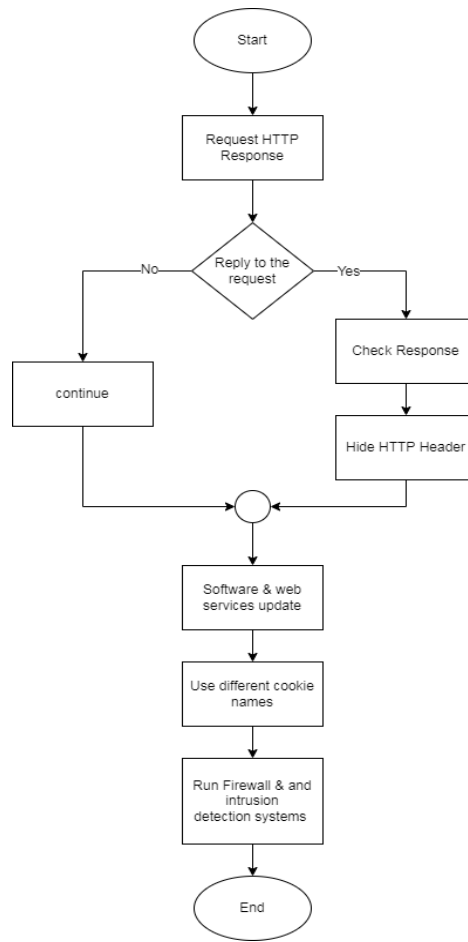 Start
Request HTTP
Response
Reply to the
request
No
Yes
Check Response
continue
Hide HTTP Header
Software & web
services update
Use different cookie
names
Run Firewall & and
intrusion
detection systems
End